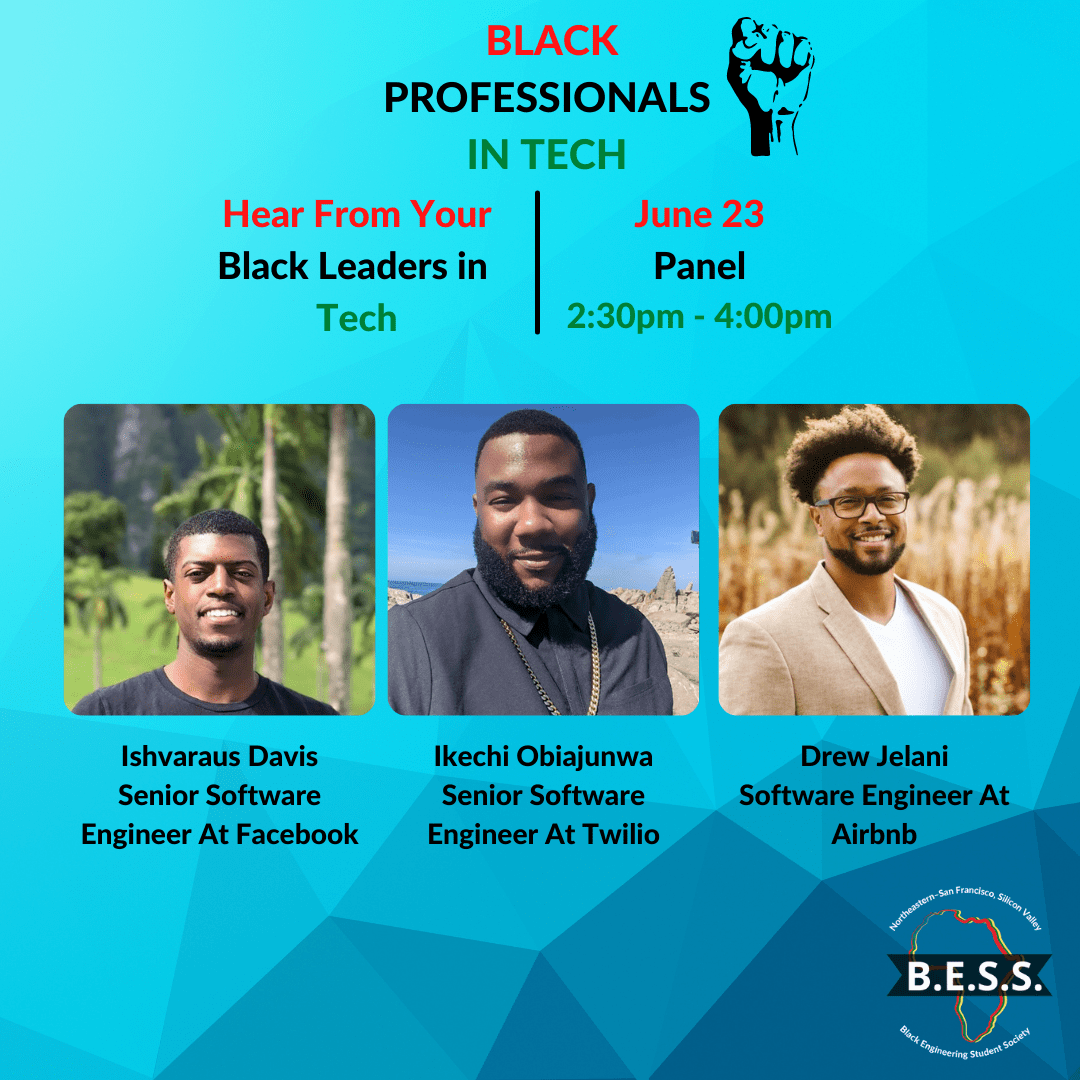 BLACK
PROFESSIONALS
IN TECH
Hear From Your
Black Leaders in
Tech
June 23
Panel
2:30pm - 4:00pm
Ishvaraus Davis
Senior Software
Engineer At Facebook
Ikechi Obiajunwa
Senior Software
Engineer At Twilio
Drew Jelani
Software Engineer At
Airbnb
Northeastern-San Francisco, Silicon Valley
B.E.S.S.
Black Engineering Student Society